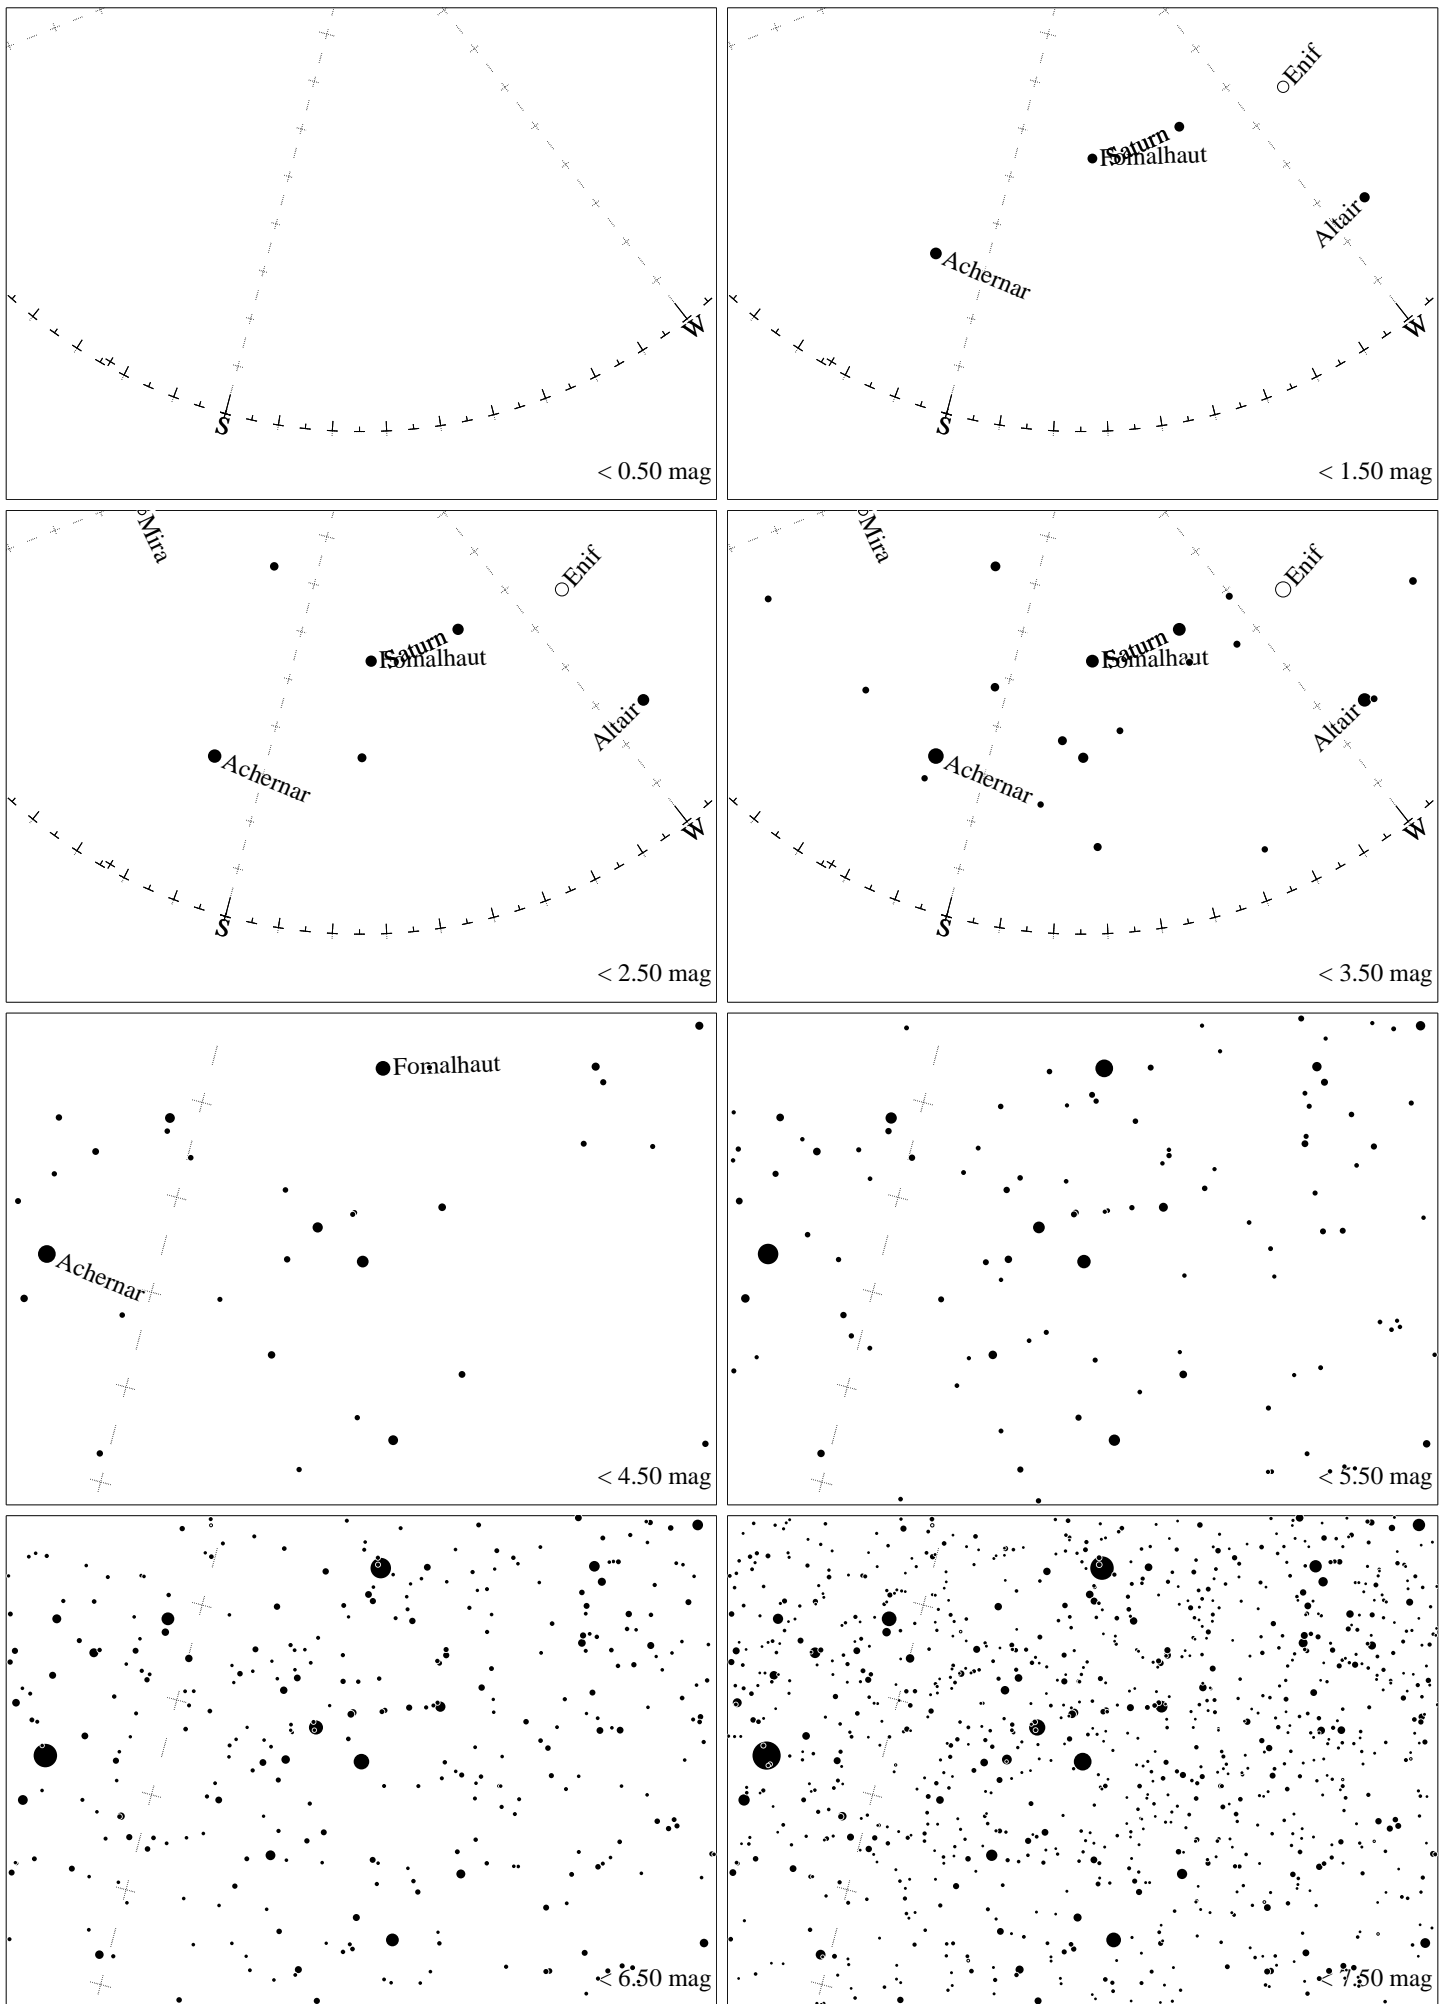 S
W
< 0.50 mag
Enif
Saturn
Fomalhaut
Altair
Achernar
S
W
< 1.50 mag
Mira
Enif
Saturn
Fomalhaut
Altair
Achernar
S
W
< 2.50 mag
Mira
Enif
Saturn
Fomalhaut
Altair
Achernar
S
W
< 3.50 mag
Fomalhaut
Achernar
< 4.50 mag
< 5.50 mag
< 6.50 mag
< 7.50 mag